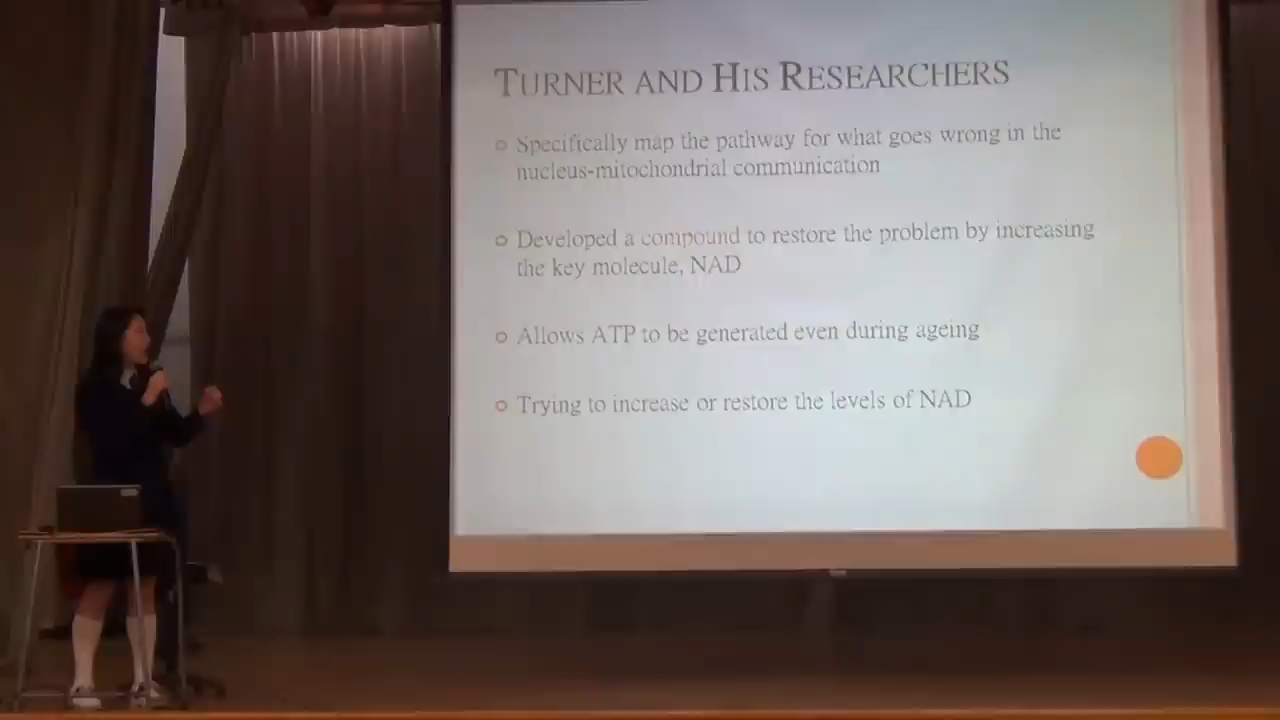 TURNER AND HIS RESEARCHERS
Specifically map the pathway for what goes wrong in the
nucleus-mitochondrial communication
Developed a compound to restore the problem by increasing
the key molecule, NAD
Allows ATP to be generated even during ageing
Trying to increase or restore the levels of NAD